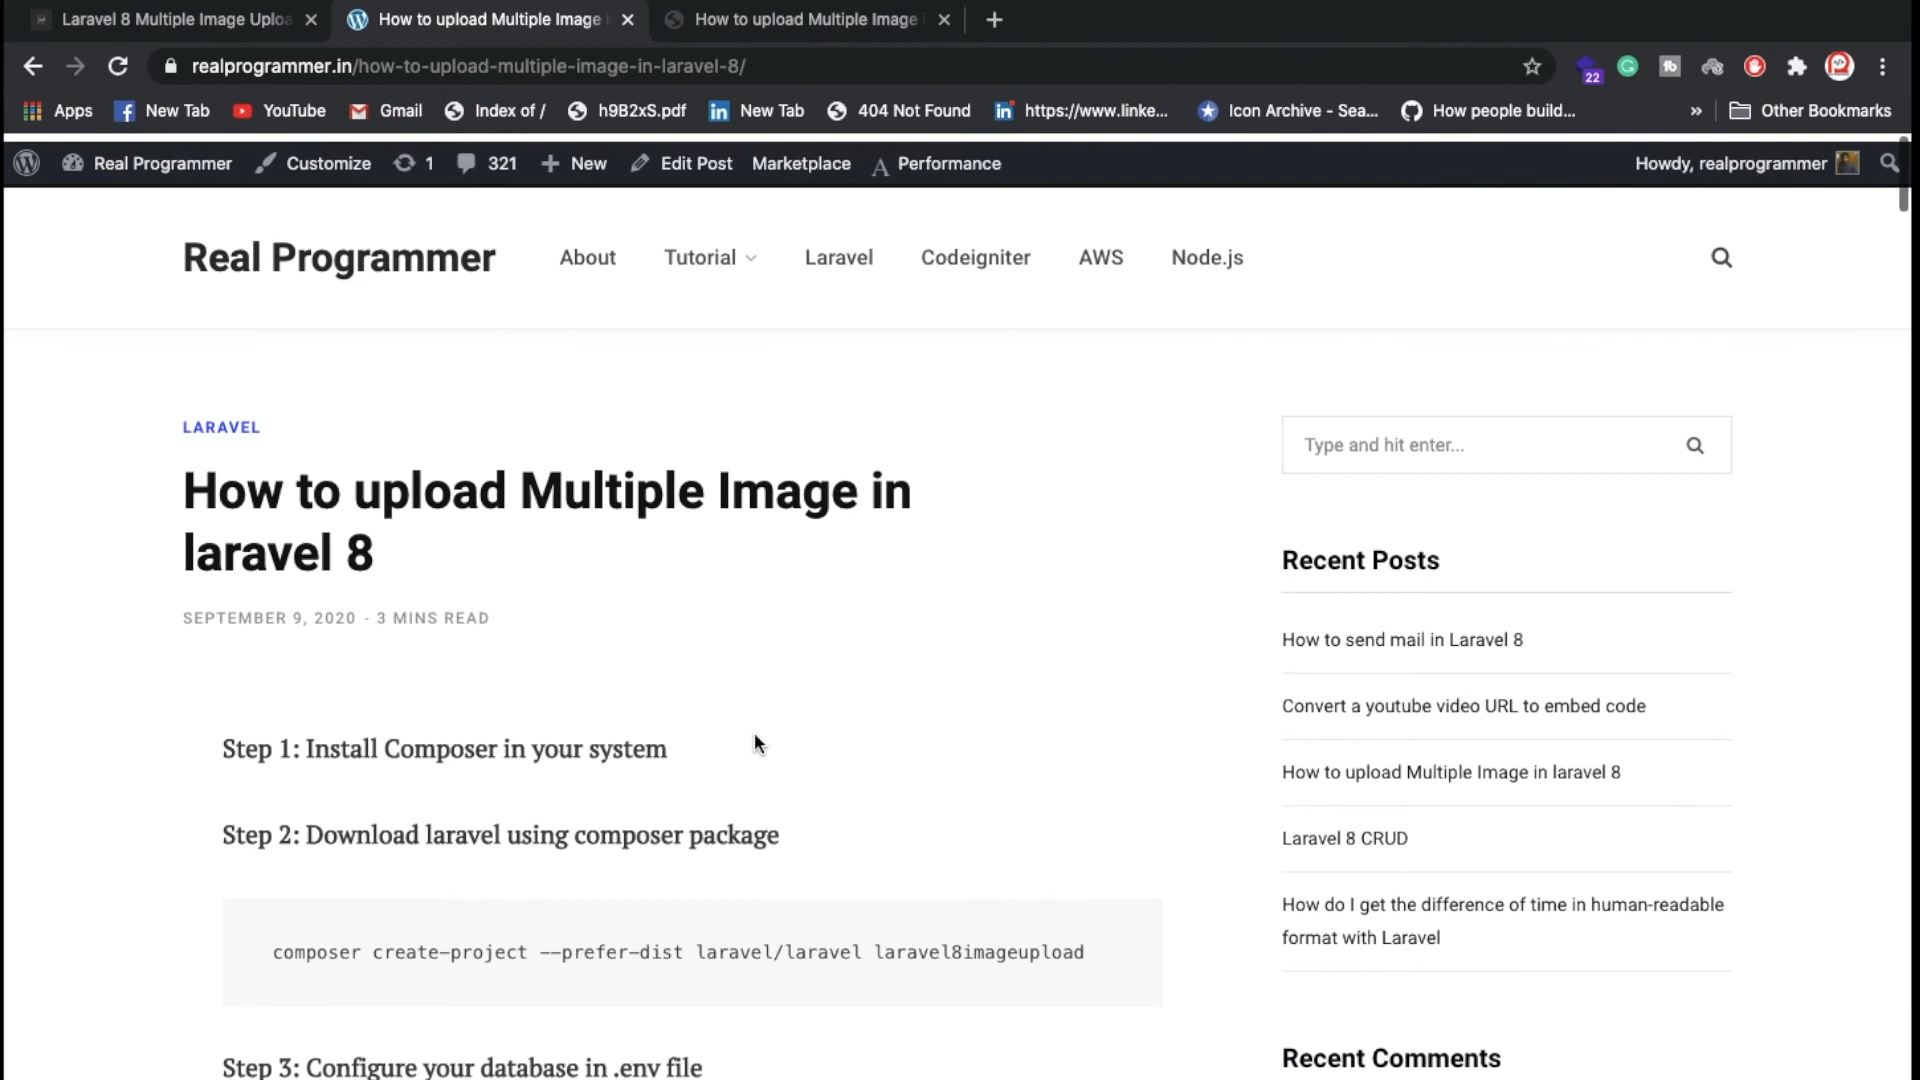 Laravel 8 Multiple Image Uploa
How to upload Multiple Image
How to upload Multiple Image
realprogrammer.in/how-to-upload-multiple-image-in-laravel-8/
22
Apps
New Tab
YouTube
Gmail
Index of /
h9B2xS.pdf
New Tab
404 Not Found
https://www.linke...
Icon Archive - Sea...
How people build...
»
Other Bookmarks
Real Programmer
Customize
1
321
New
Edit Post
Marketplace
Performance
Howdy, realprogrammer
Real Programmer
About
Tutorial
Laravel
Codeigniter
AWS
Node.js
LARAVEL
How to upload Multiple Image in
laravel 8
SEPTEMBER 9, 2020 - 3 MINS READ
Step 1: Install Composer in your system
Step 2: Download laravel using composer package
composer create-project --prefer-dist laravel/laravel laravel8imageupload
Step 3: Configure your database in .env file
Type and hit enter...
Recent Posts
How to send mail in Laravel 8
Convert a youtube video URL to embed code
How to upload Multiple Image in laravel 8
Laravel 8 CRUD
How do I get the difference of time in human-readable
format with Laravel
Recent Comments